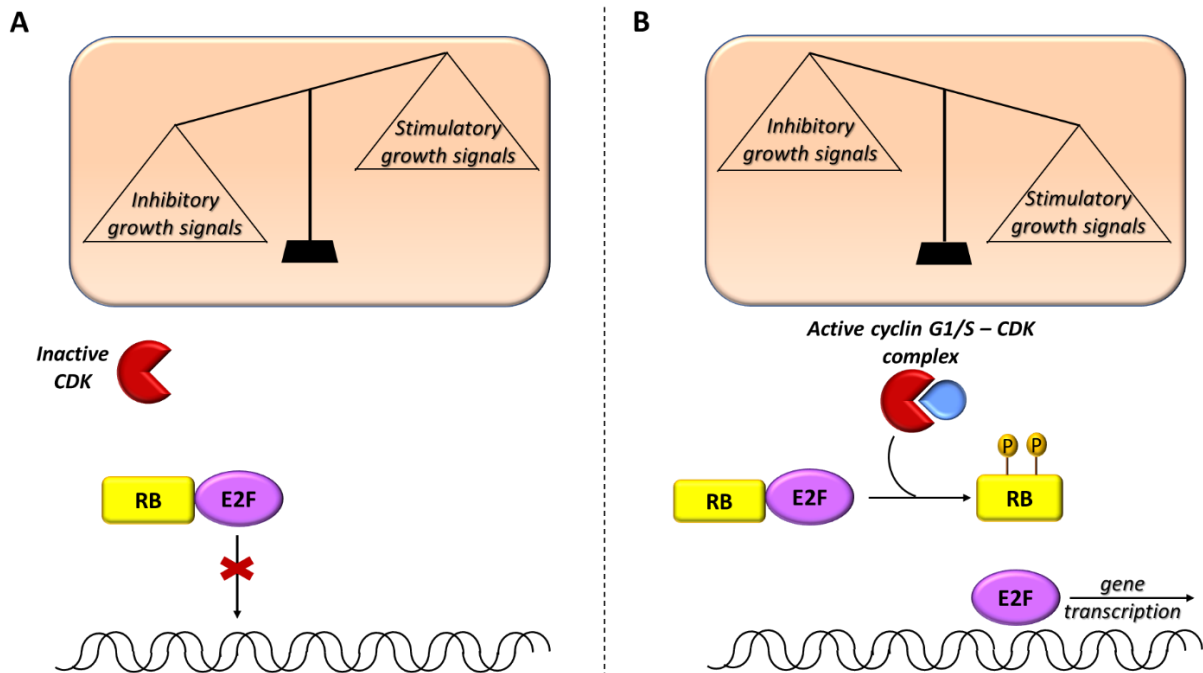 A
Stimulatory
growth signals
Inhibitory
growth signals
Inactive
CDK
RB
E2F
B
Inhibitory
growth signals
Stimulatory
growth signals
Active cyclin G1/S – CDK
complex
P
P
RB
E2F
RB
E2F
gene
transcription